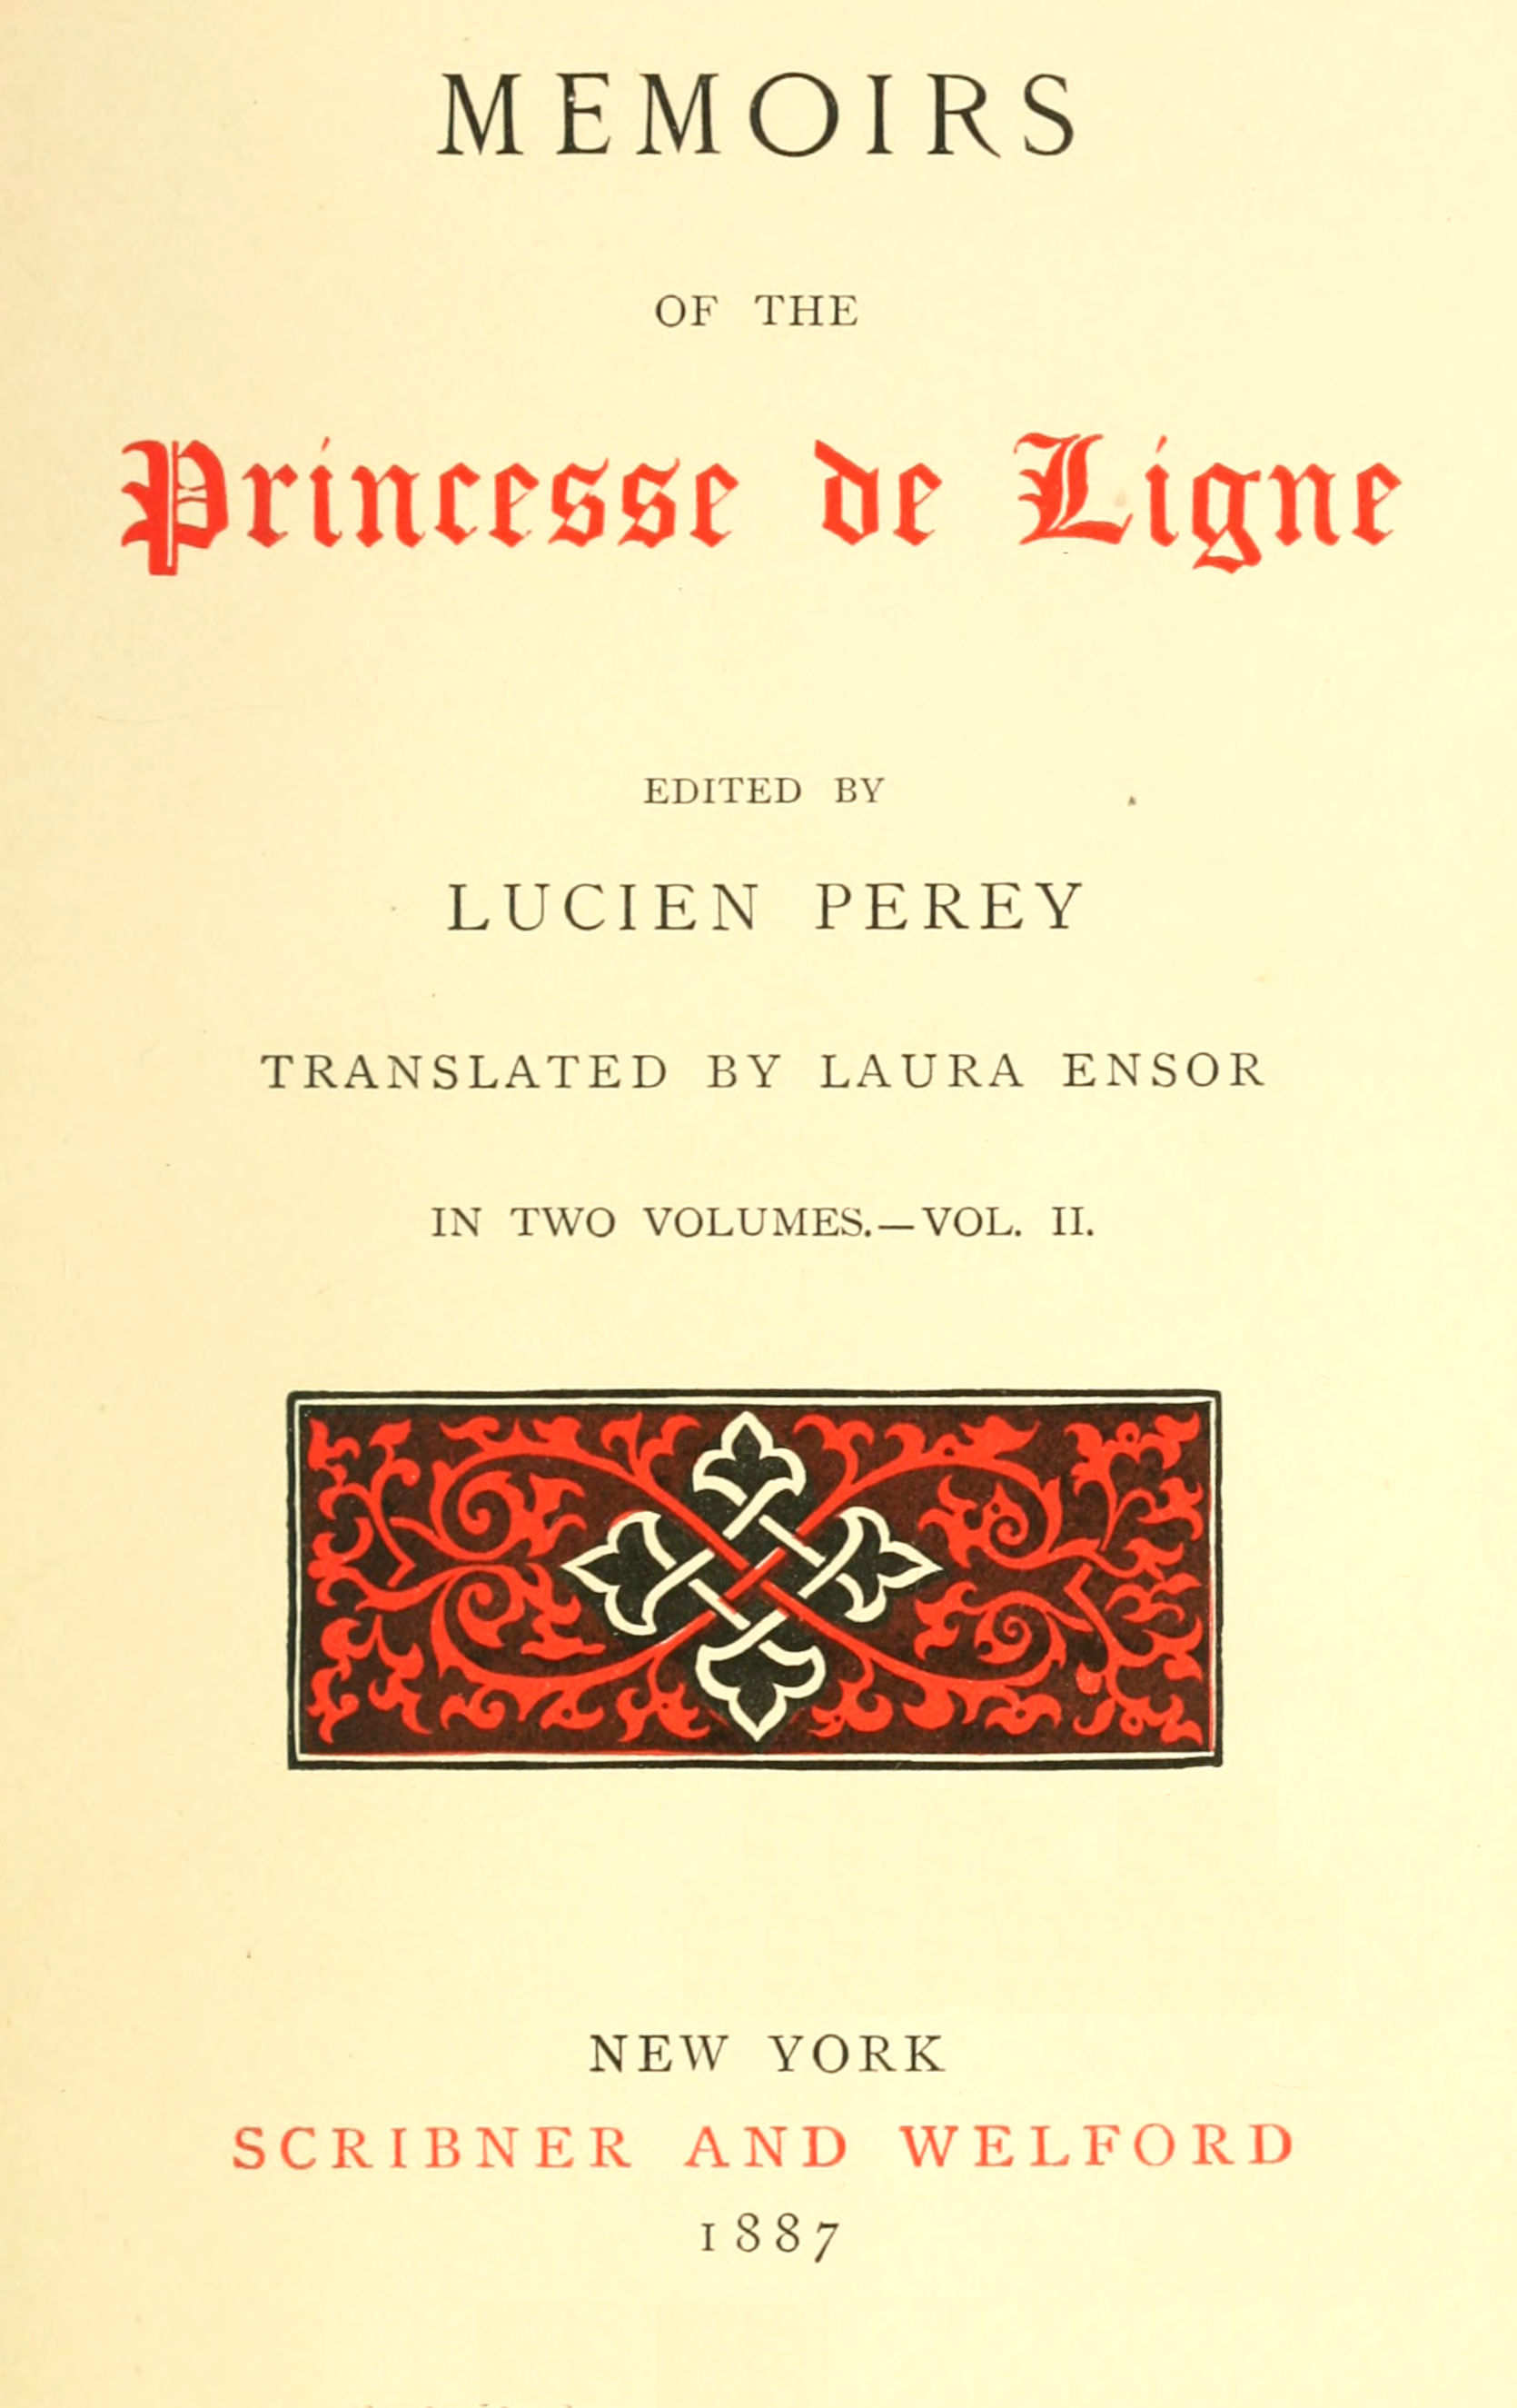 MEMOIRS
OF THE
Princesse de Ligne
EDITED BY
LUCIEN PEREY
TRANSLATED BY LAURA ENSOR
IN TWO VOLUMES.—VOL. II.
NEW YORK
SCRIBNER AND WELFORD
1887